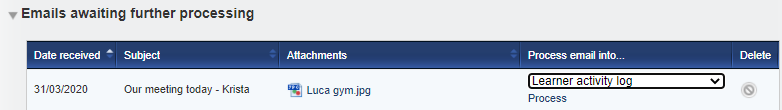 Emails awaiting further processing
Date received Subject Attachments Process email into... Delete
31/03/2020 Our meeting today - Krista Luca gym.jpg Learner activity log
Process